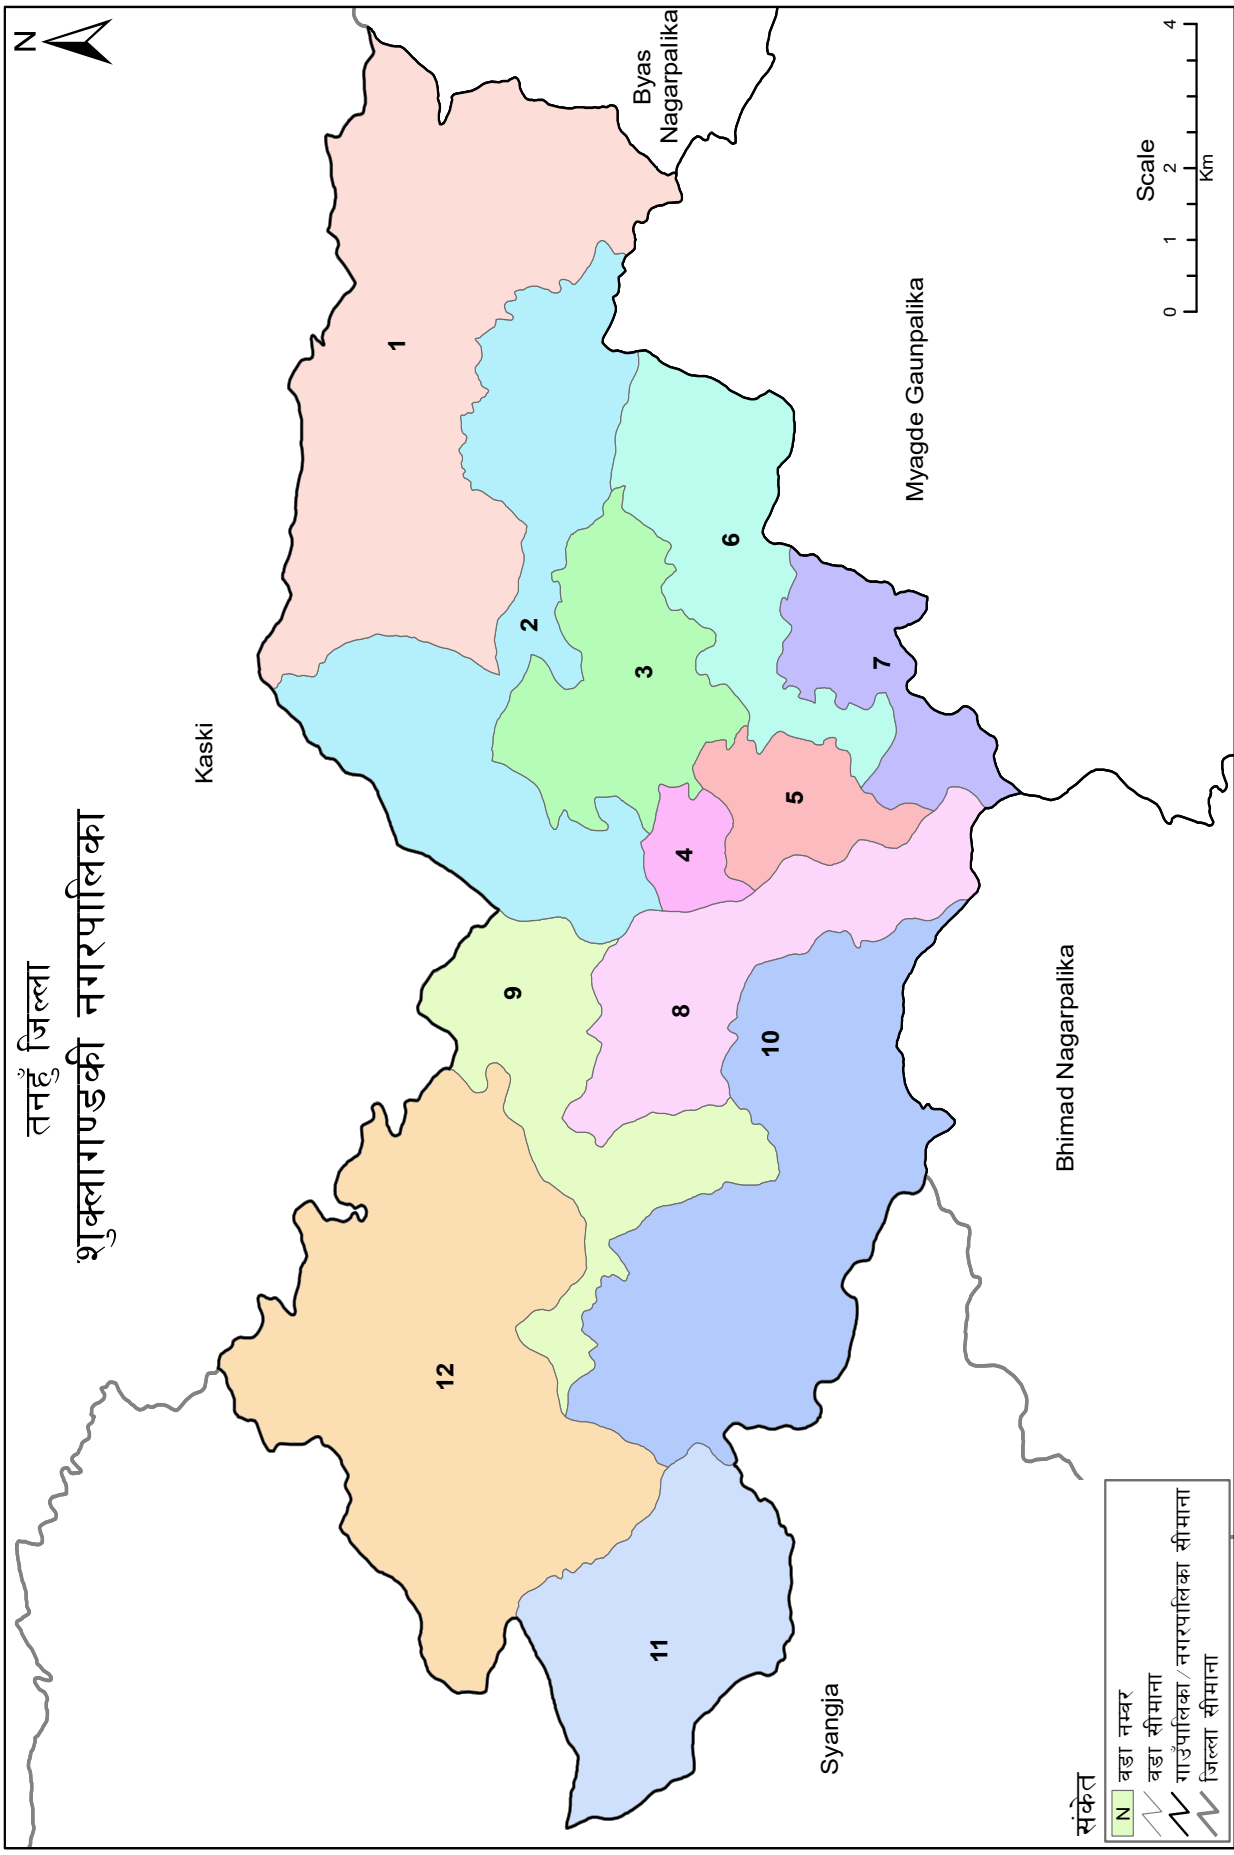 तनहुँ जिल्ला
शुक्लागण्डकी नगरपालिका
N
Kaski
Byas
Nagarpalika
Myagde Gaunpalika
Bhimad Nagarpalika
Syangja
1
2
3
4
5
6
7
8
9
10
11
12
संकेत
N वडा नम्बर
वडा सीमाना
गाउँपालिका / नगरपालिका सीमाना
जिल्ला सीमाना
Scale
0 1 2 4
Km